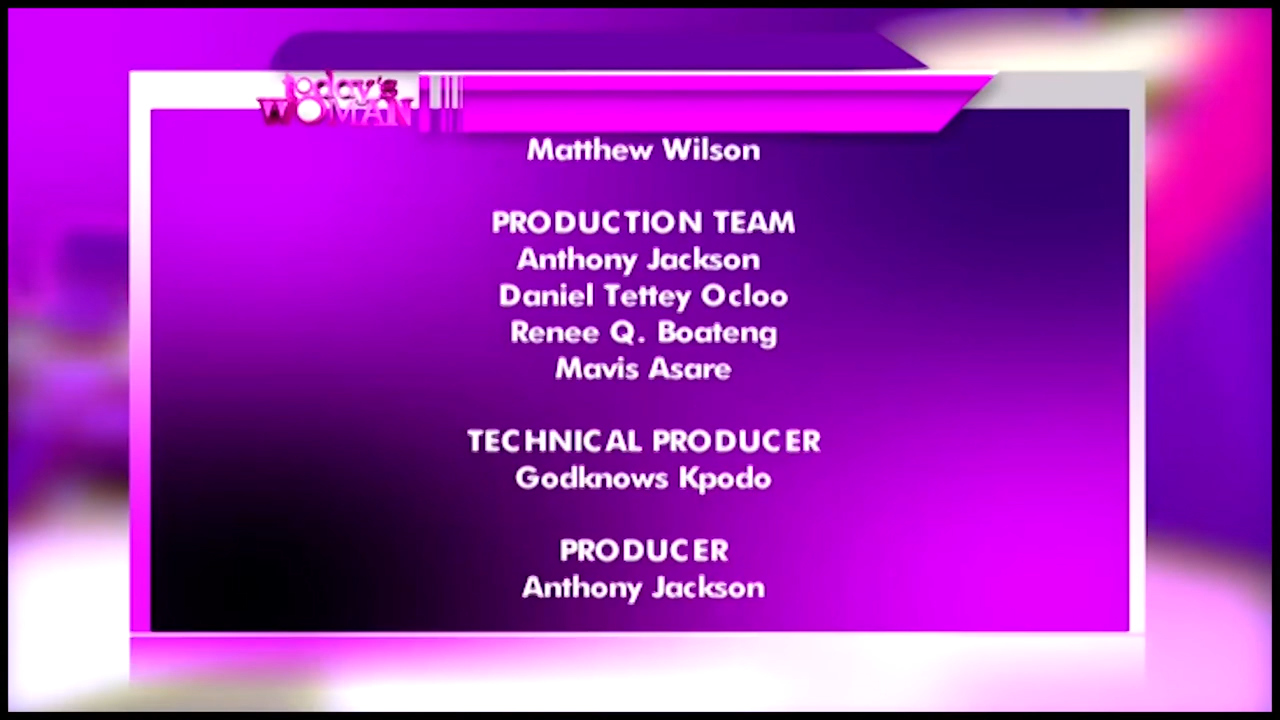 today's
WOMAN
Matthew Wilson
PRODUCTION TEAM
Anthony Jackson
Daniel Tettey Ocloo
Renee Q. Boateng
Mavis Asare
TECHNICAL PRODUCER
Godknows Kpodo
PRODUCER
Anthony Jackson